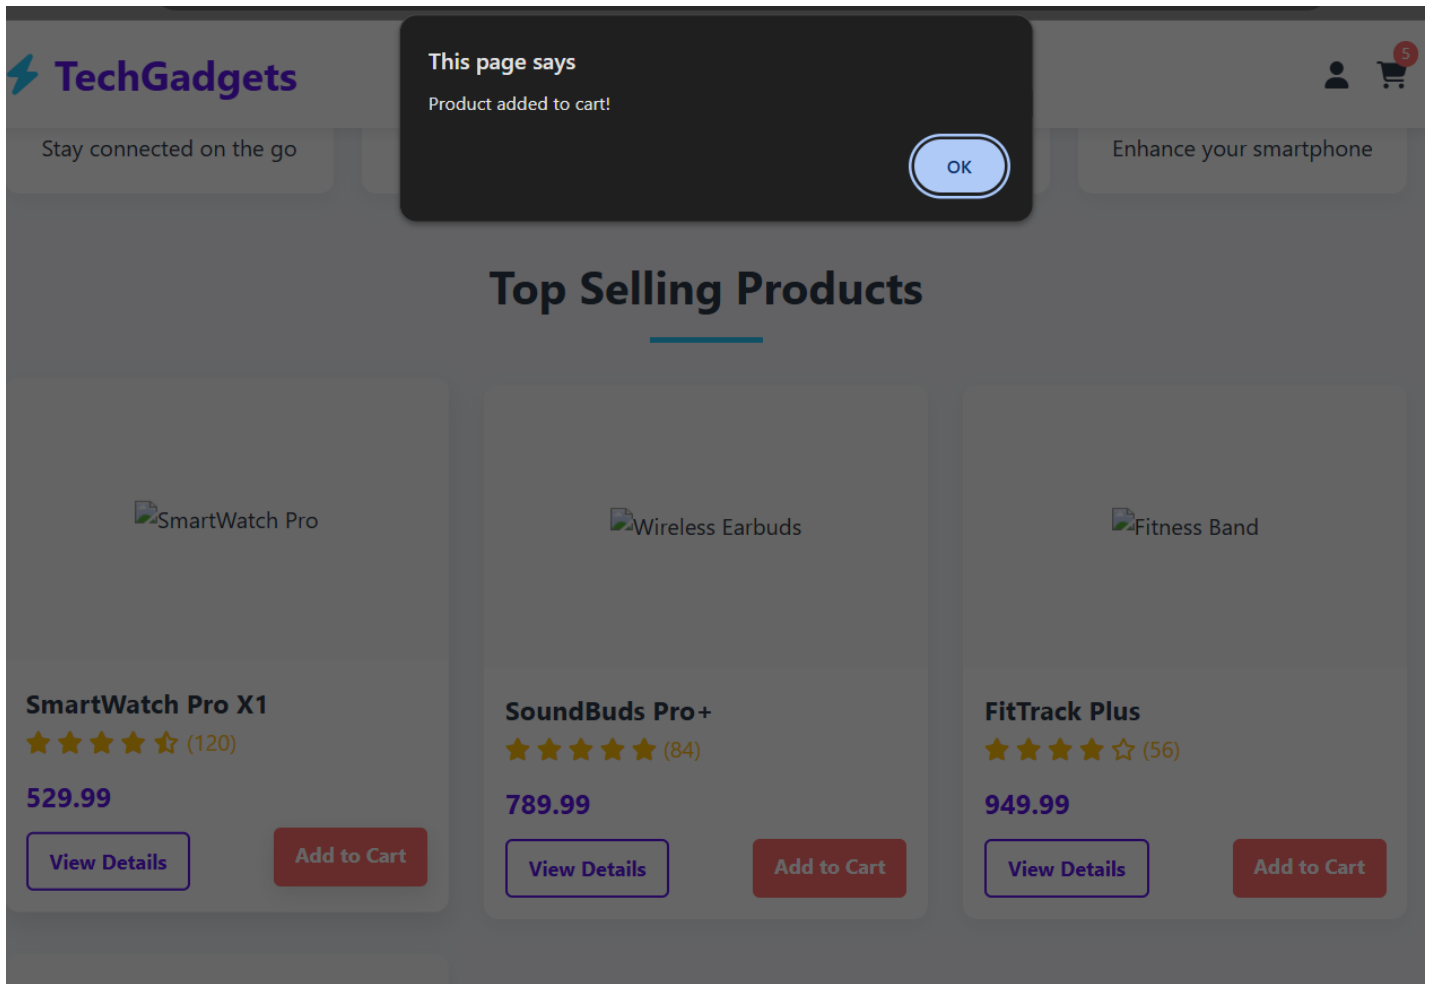 This page says
Product added to cart!
OK
TechGadgets
5
Stay connected on the go
Enhance your smartphone
Top Selling Products
SmartWatch Pro
Wireless Earbuds
Fitness Band
SmartWatch Pro X1
(120)
529.99
View Details
Add to Cart
SoundBuds Pro+
(84)
789.99
View Details
Add to Cart
FitTrack Plus
(56)
949.99
View Details
Add to Cart